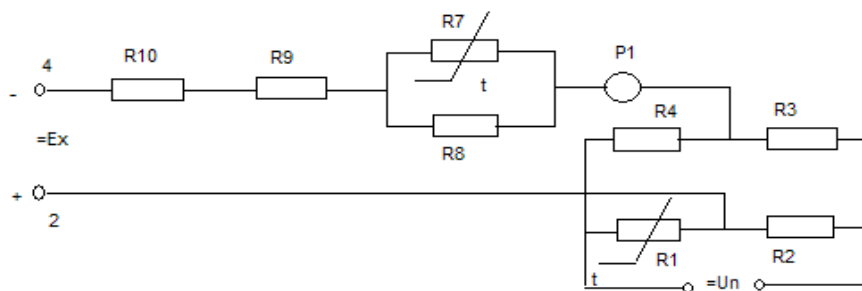 R7
P1
4
R10
R9
t
R4
R3
-
=Ex
R8
+
2
R1
R2
t
=Un